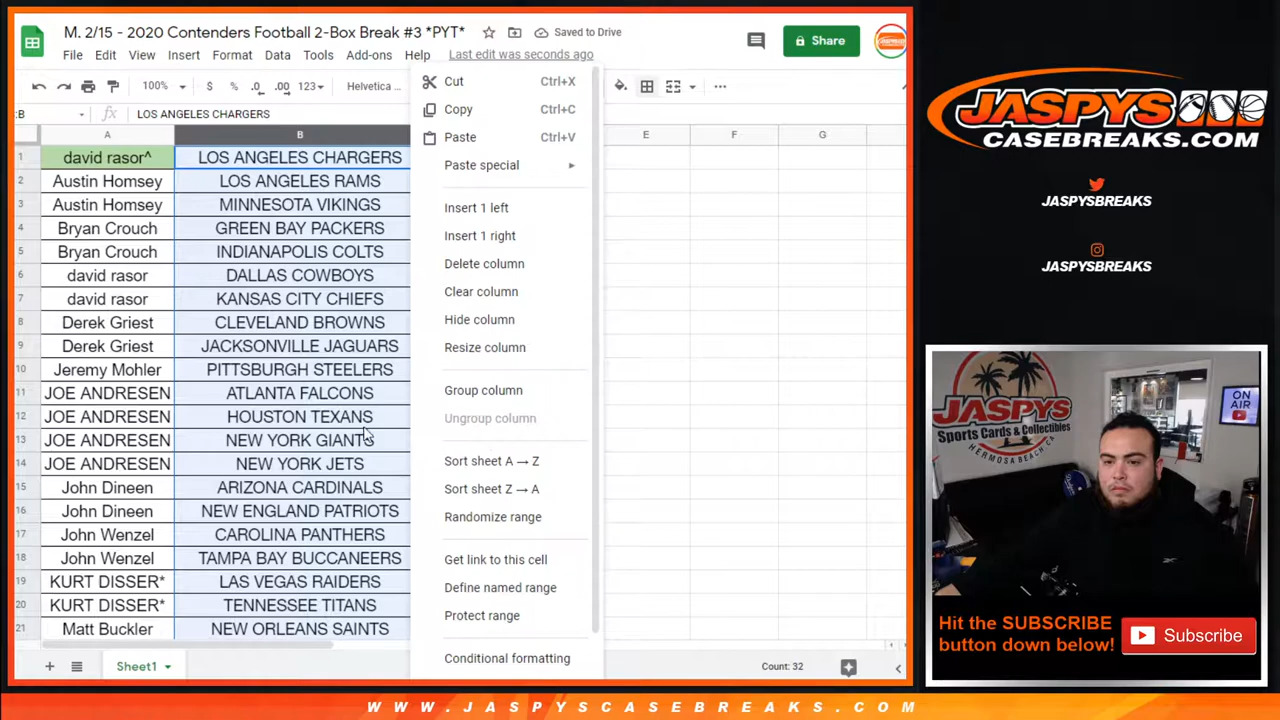 M. 2/15 - 2020 Contenders Football 2-Box Break #3 *PYT*
Saved to Drive
File Edit View Insert Format Data Tools Add-ons Help Last edit was seconds ago
Share
100% $ % .0 .00 123 Helvetica ...
:B fx LOS ANGELES CHARGERS
A B E F G
1 david rasor^ LOS ANGELES CHARGERS
2 Austin Homsey LOS ANGELES RAMS
3 Austin Homsey MINNESOTA VIKINGS
4 Bryan Crouch GREEN BAY PACKERS
5 Bryan Crouch INDIANAPOLIS COLTS
6 david rasor DALLAS COWBOYS
7 david rasor KANSAS CITY CHIEFS
8 Derek Griest CLEVELAND BROWNS
9 Derek Griest JACKSONVILLE JAGUARS
10 Jeremy Mohler PITTSBURGH STEELERS
11 JOE ANDRESEN ATLANTA FALCONS
12 JOE ANDRESEN HOUSTON TEXANS
13 JOE ANDRESEN NEW YORK GIANT
14 JOE ANDRESEN NEW YORK JETS
15 John Dineen ARIZONA CARDINALS
16 John Dineen NEW ENGLAND PATRIOTS
17 John Wenzel CAROLINA PANTHERS
18 John Wenzel TAMPA BAY BUCCANEERS
19 KURT DISSER* LAS VEGAS RAIDERS
20 KURT DISSER* TENNESSEE TITANS
21 Matt Buckler NEW ORLEANS SAINTS
Cut Ctrl+X
Copy Ctrl+C
Paste Ctrl+V
Paste special
Insert 1 left
Insert 1 right
Delete column
Clear column
Hide column
Resize column
Group column
Ungroup column
Sort sheet A → Z
Sort sheet Z → A
Randomize range
Get link to this cell
Define named range
Protect range
Conditional formatting
Sheet1
Count: 32
JASPYS
CASEBREAKS.COM
JASPYSBREAKS
JASPYSBREAKS
JASPYS
Sports Cards & Collectibles
HERMOSA BEACH CA.
ON AIR
Hit the SUBSCRIBE
button down below!
Subscribe
WWW.JASPYSCASEBREAKS.COM